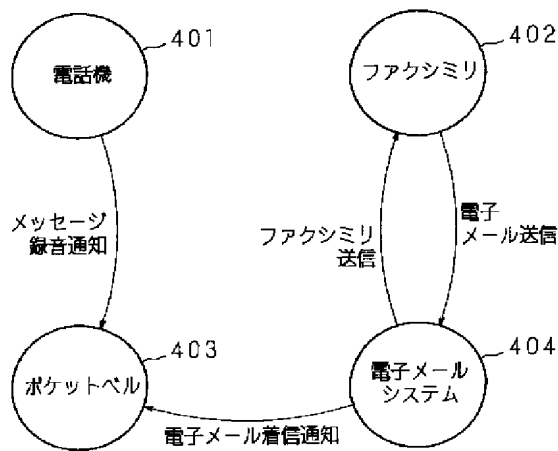 401
電話機
402
ファクシミリ
メッセージ
録音通知
ファクシミリ
送信
電子
メール送信
403
ポケットベル
404
電子メール
システム
電子メール着信通知